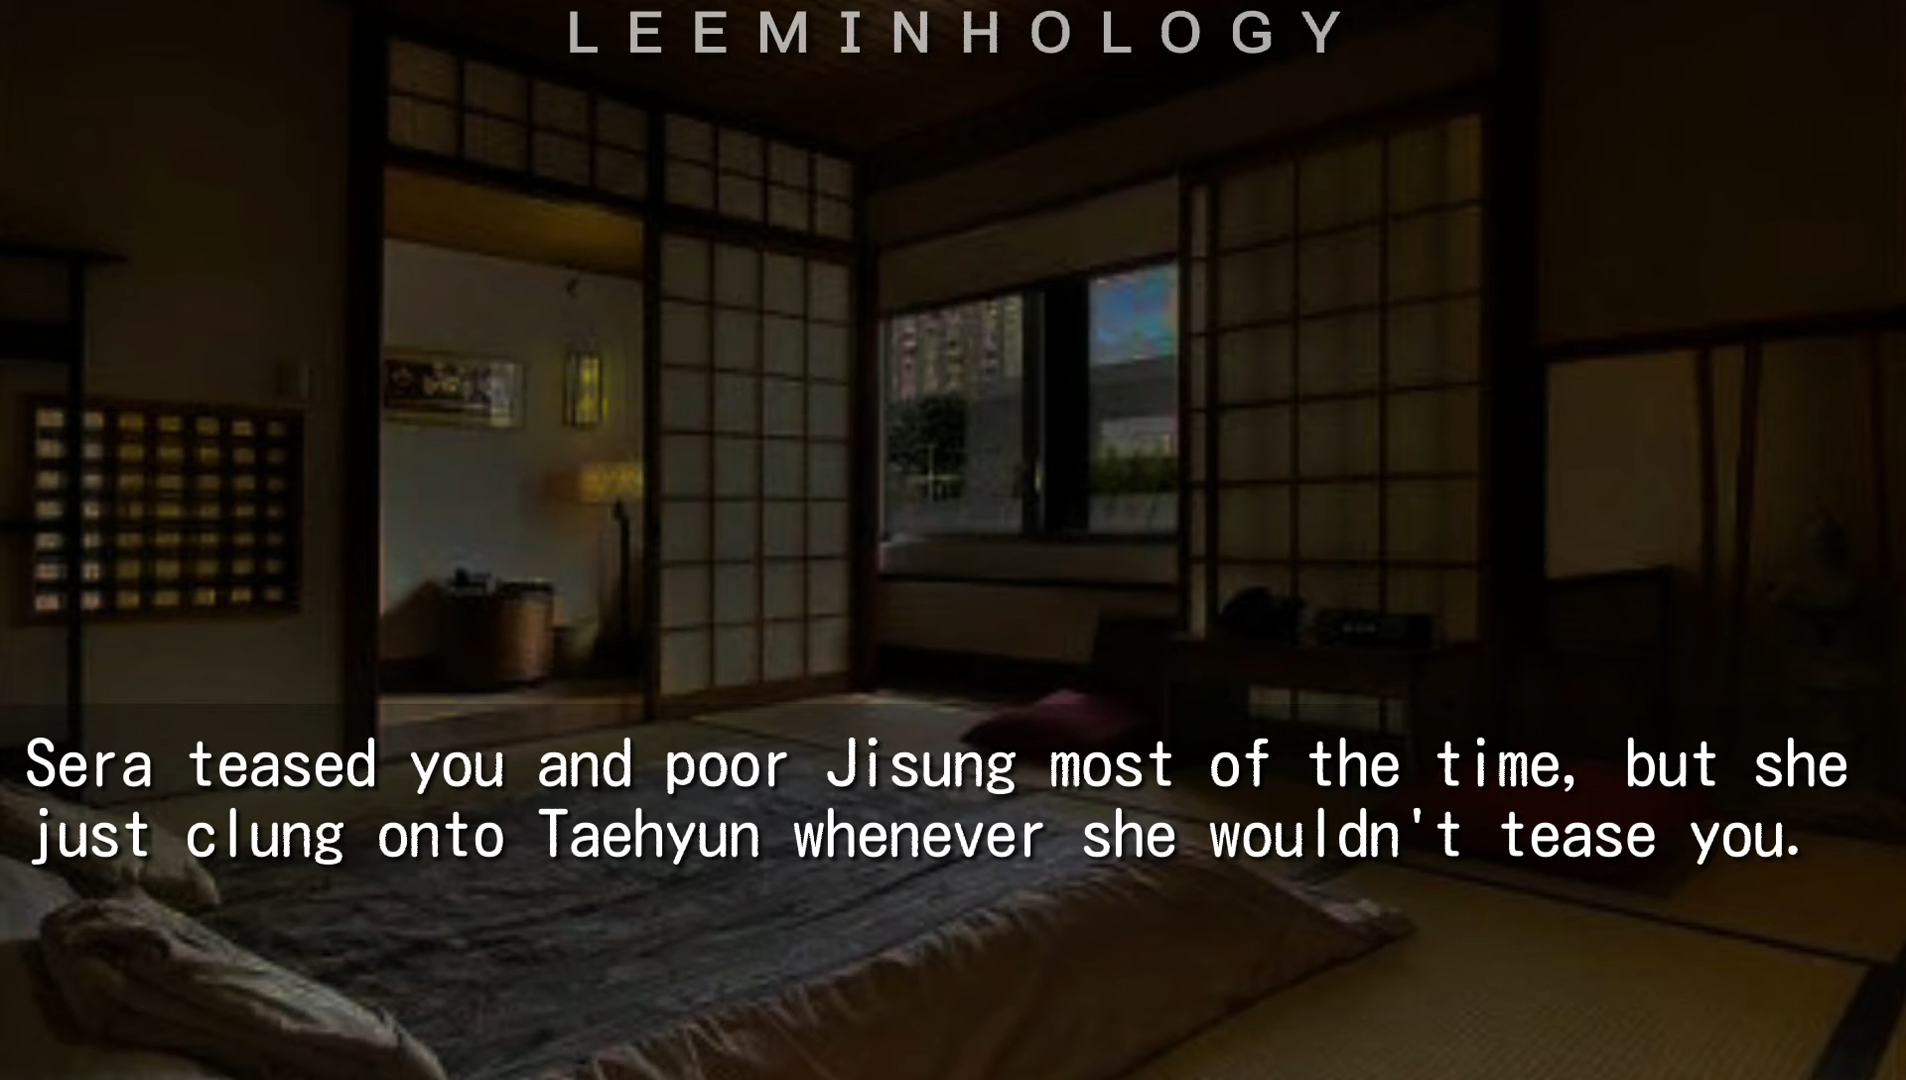 LEEMINHOLOGY
Sera teased you and poor Jisung most of the time, but she
just clung onto Taehyun whenever she wouldn't tease you.